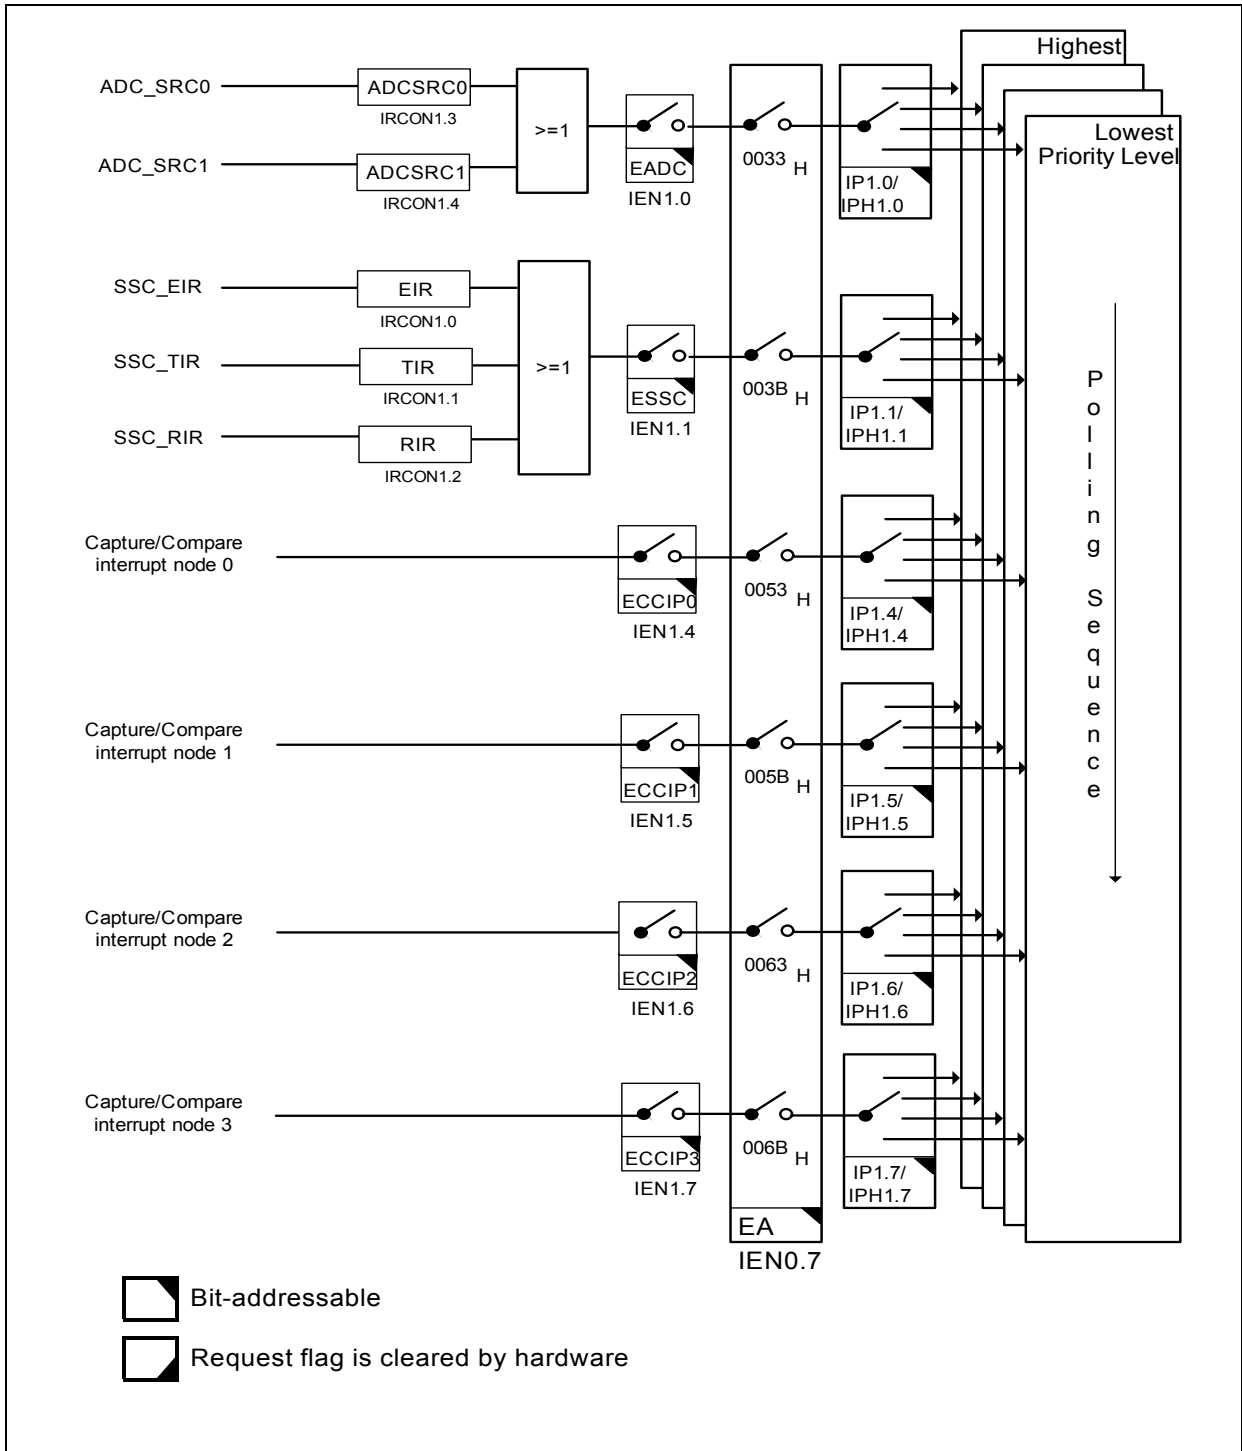 Highest
Lowest
Priority Level
ADC_SRC0
ADCSRC0
IRCON1.3
ADC_SRC1
ADCSRC1
IRCON1.4
>=1
EADC
IEN1.0
0033 H
IP1.0/
IPH1.0
SSC_EIR
EIR
IRCON1.0
SSC_TIR
TIR
IRCON1.1
SSC_RIR
RIR
IRCON1.2
>=1
ESSC
IEN1.1
003B H
IP1.1/
IPH1.1
Polling Sequence
Capture/Compare
interrupt node 0
ECCIP0
IEN1.4
0053 H
IP1.4/
IPH1.4
Capture/Compare
interrupt node 1
ECCIP1
IEN1.5
005B H
IP1.5/
IPH1.5
Capture/Compare
interrupt node 2
ECCIP2
IEN1.6
0063 H
IP1.6/
IPH1.6
Capture/Compare
interrupt node 3
ECCIP3
IEN1.7
006B H
IP1.7/
IPH1.7
EA
IEN0.7
Bit-addressable
Request flag is cleared by hardware